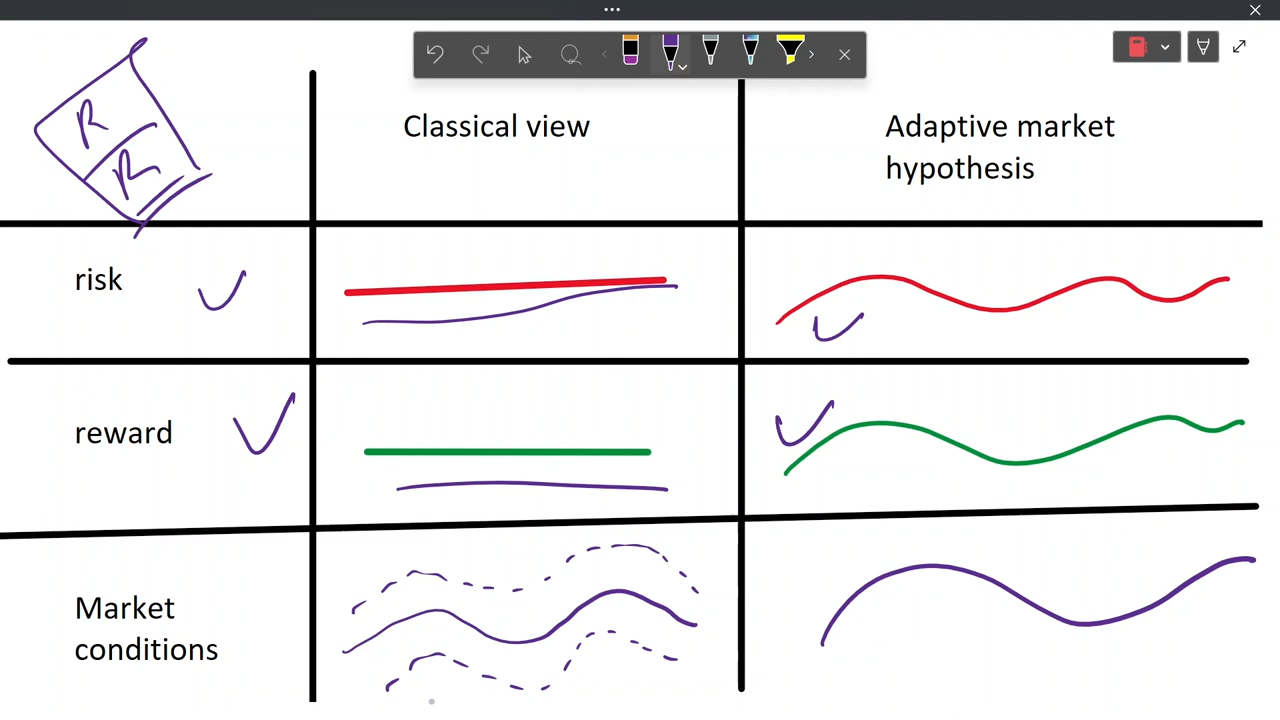 R
R
Classical view
Adaptive market
hypothesis
risk
reward
Market
conditions